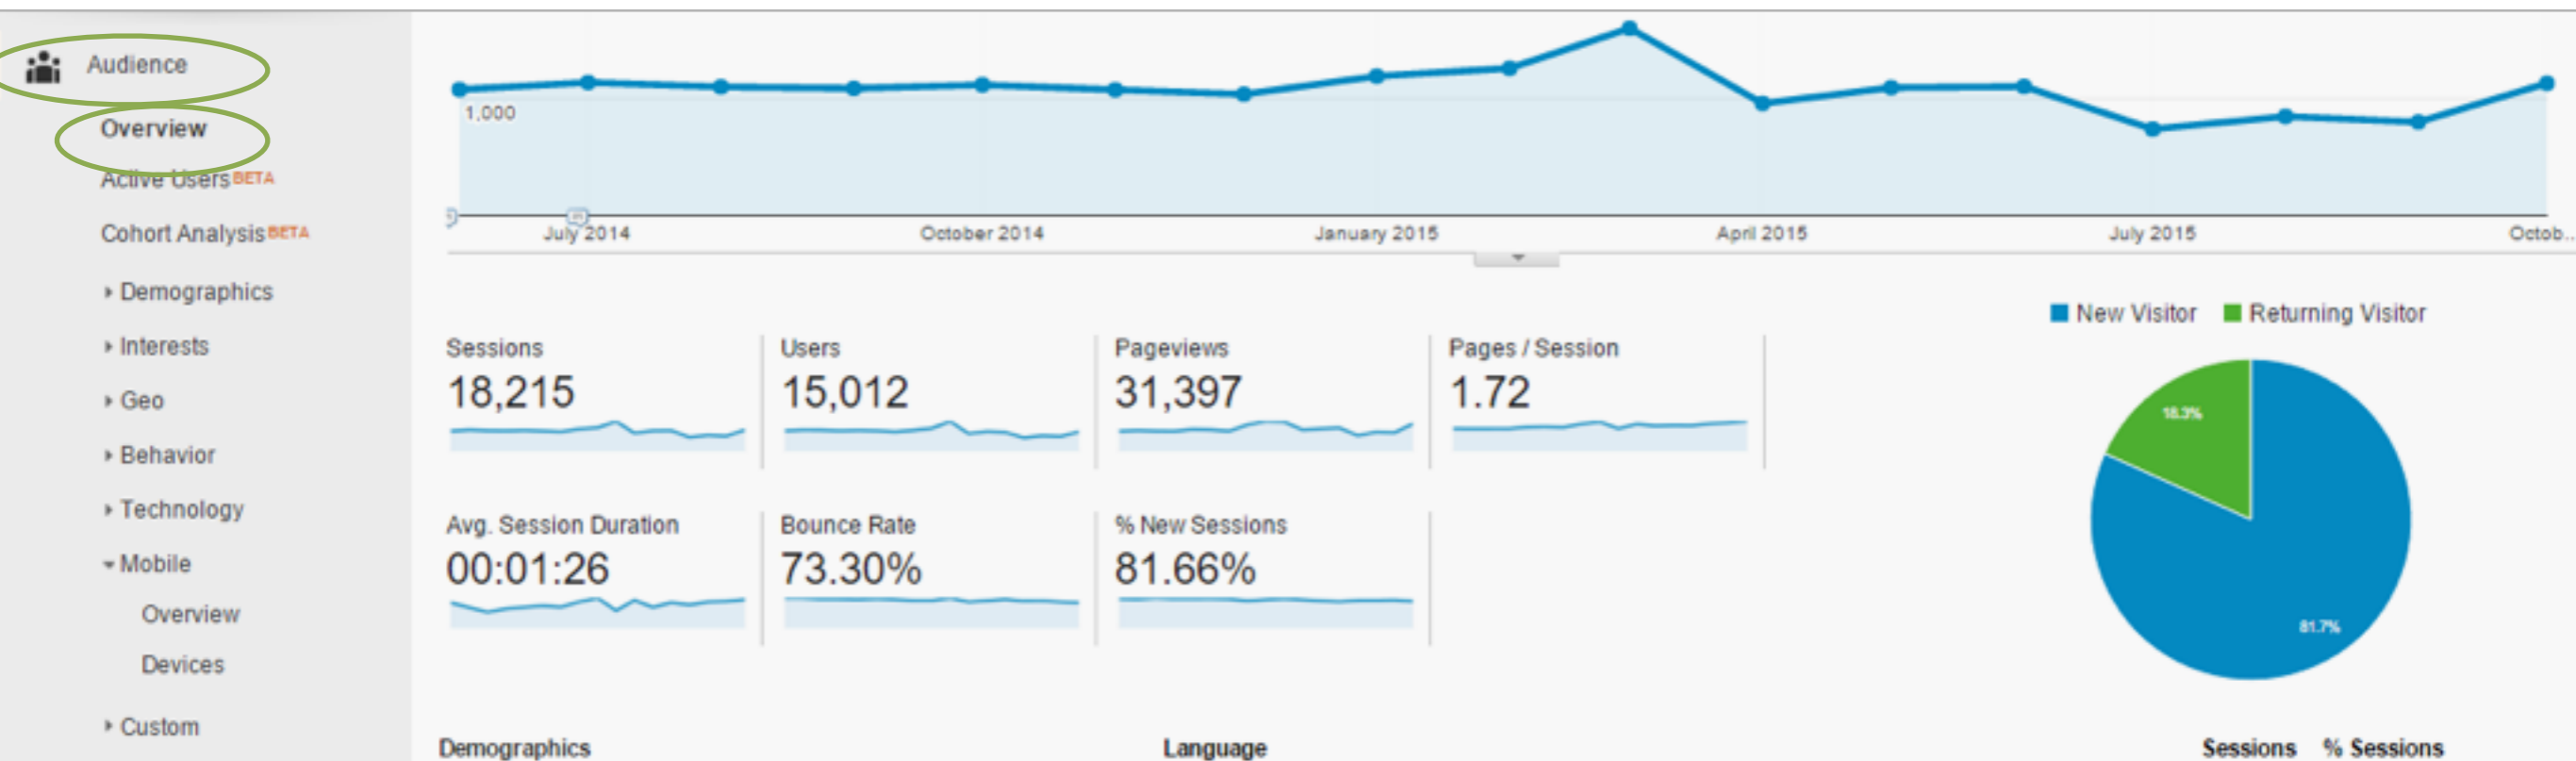 Audience
Overview
Active Users BETA
Cohort Analysis BETA
Demographics
Interests
Geo
Behavior
Technology
Mobile
Overview
Devices
Custom
1,000
July 2014 October 2014 January 2015 April 2015 July 2015 Octob...
New Visitor Returning Visitor
Sessions Users Pageviews Pages / Session
18,215 15,012 31,397 1.72
18.3%
Avg. Session Duration Bounce Rate % New Sessions
00:01:26 73.30% 81.66%
81.7%
Demographics Language Sessions % Sessions